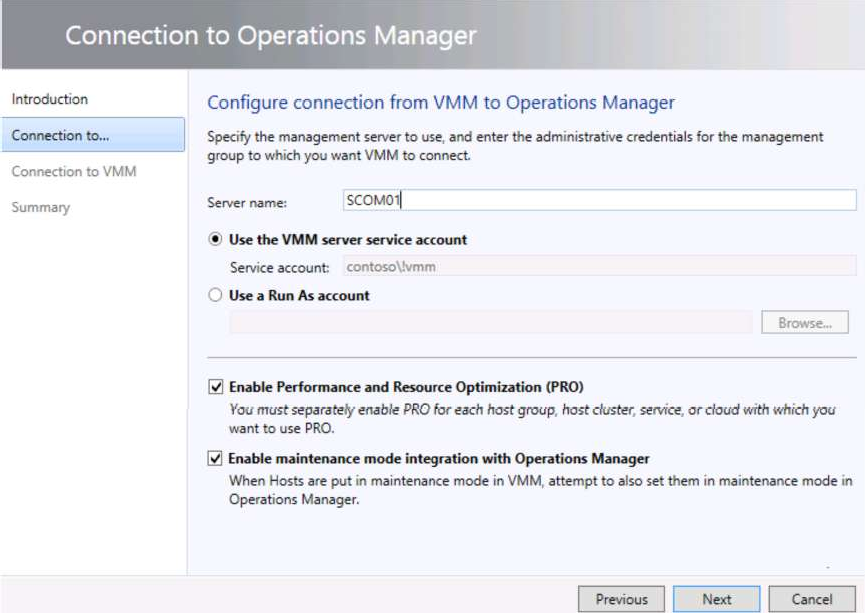 Connection to Operations Manager
Introduction
Connection to...
Connection to VMM
Summary
Configure connection from VMM to Operations Manager
Specify the management server to use, and enter the administrative credentials for the management
group to which you want VMM to connect.
Server name: SCOM01
Use the VMM server service account
Service account: contoso\!vmm
Use a Run As account
Browse...
Enable Performance and Resource Optimization (PRO)
You must separately enable PRO for each host group, host cluster, service, or cloud with which you
want to use PRO.
Enable maintenance mode integration with Operations Manager
When Hosts are put in maintenance mode in VMM, attempt to also set them in maintenance mode in
Operations Manager.
Previous Next Cancel